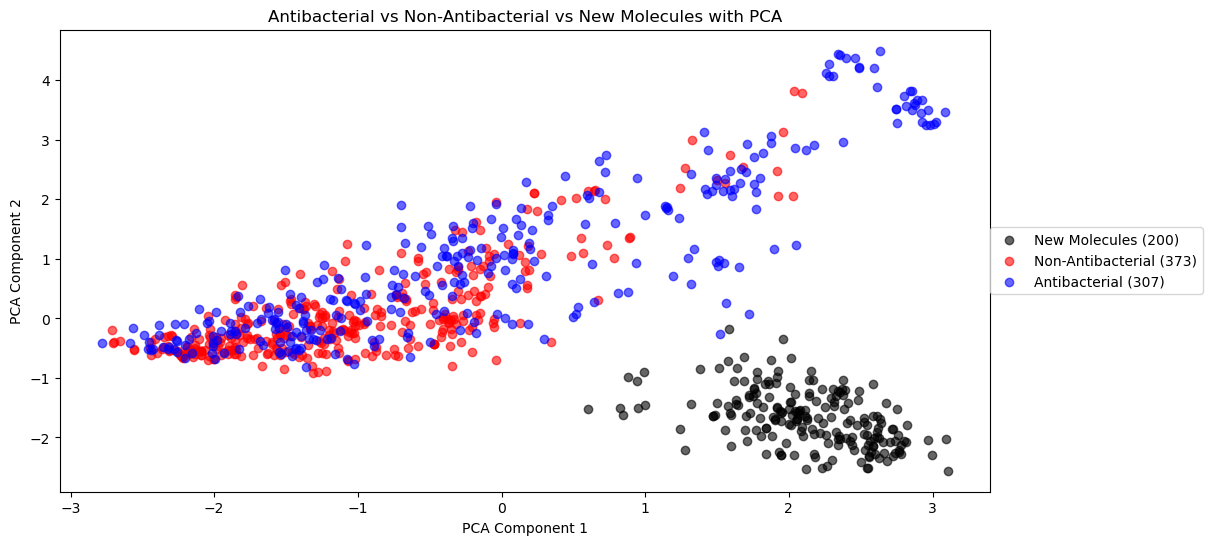 Antibacterial vs Non-Antibacterial vs New Molecules with PCA
4
3
2
1
0
−1
−2
PCA Component 2
New Molecules (200)
Non-Antibacterial (373)
Antibacterial (307)
−3
−2
−1
0
1
2
3
PCA Component 1